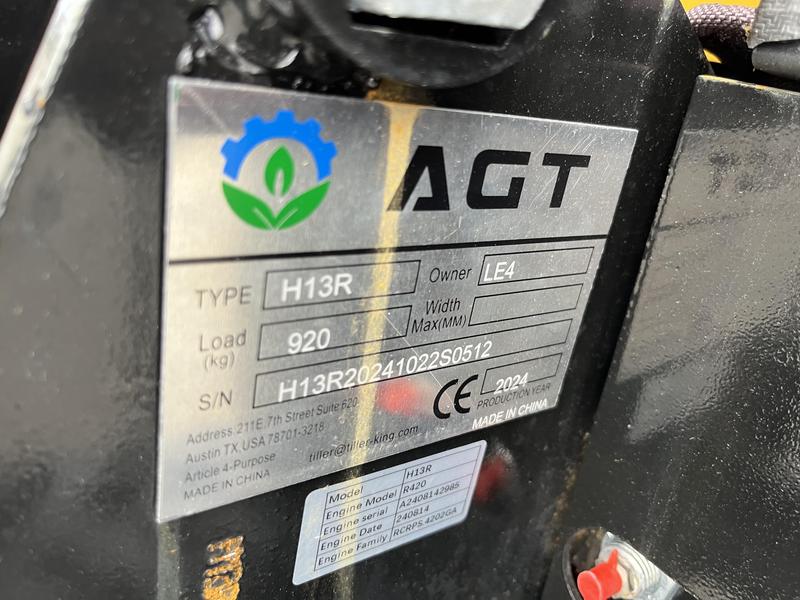 AGT
TYPE H13R Owner LE4
Load (kg) 920 Width Max(MM)
S/N H13R20241022S0512
CE 2024
PRODUCTION YEAR
MADE IN CHINA
Address: 211E.7th Street Suite 620
Austin TX,USA 78701-3218
Article 4-Purpose tiller@tiller-king.com
MADE IN CHINA
Model H13R
Engine Model R420
Engine serial A2408142985
Engine Date 240814
Engine Family RCRPS.4202GA